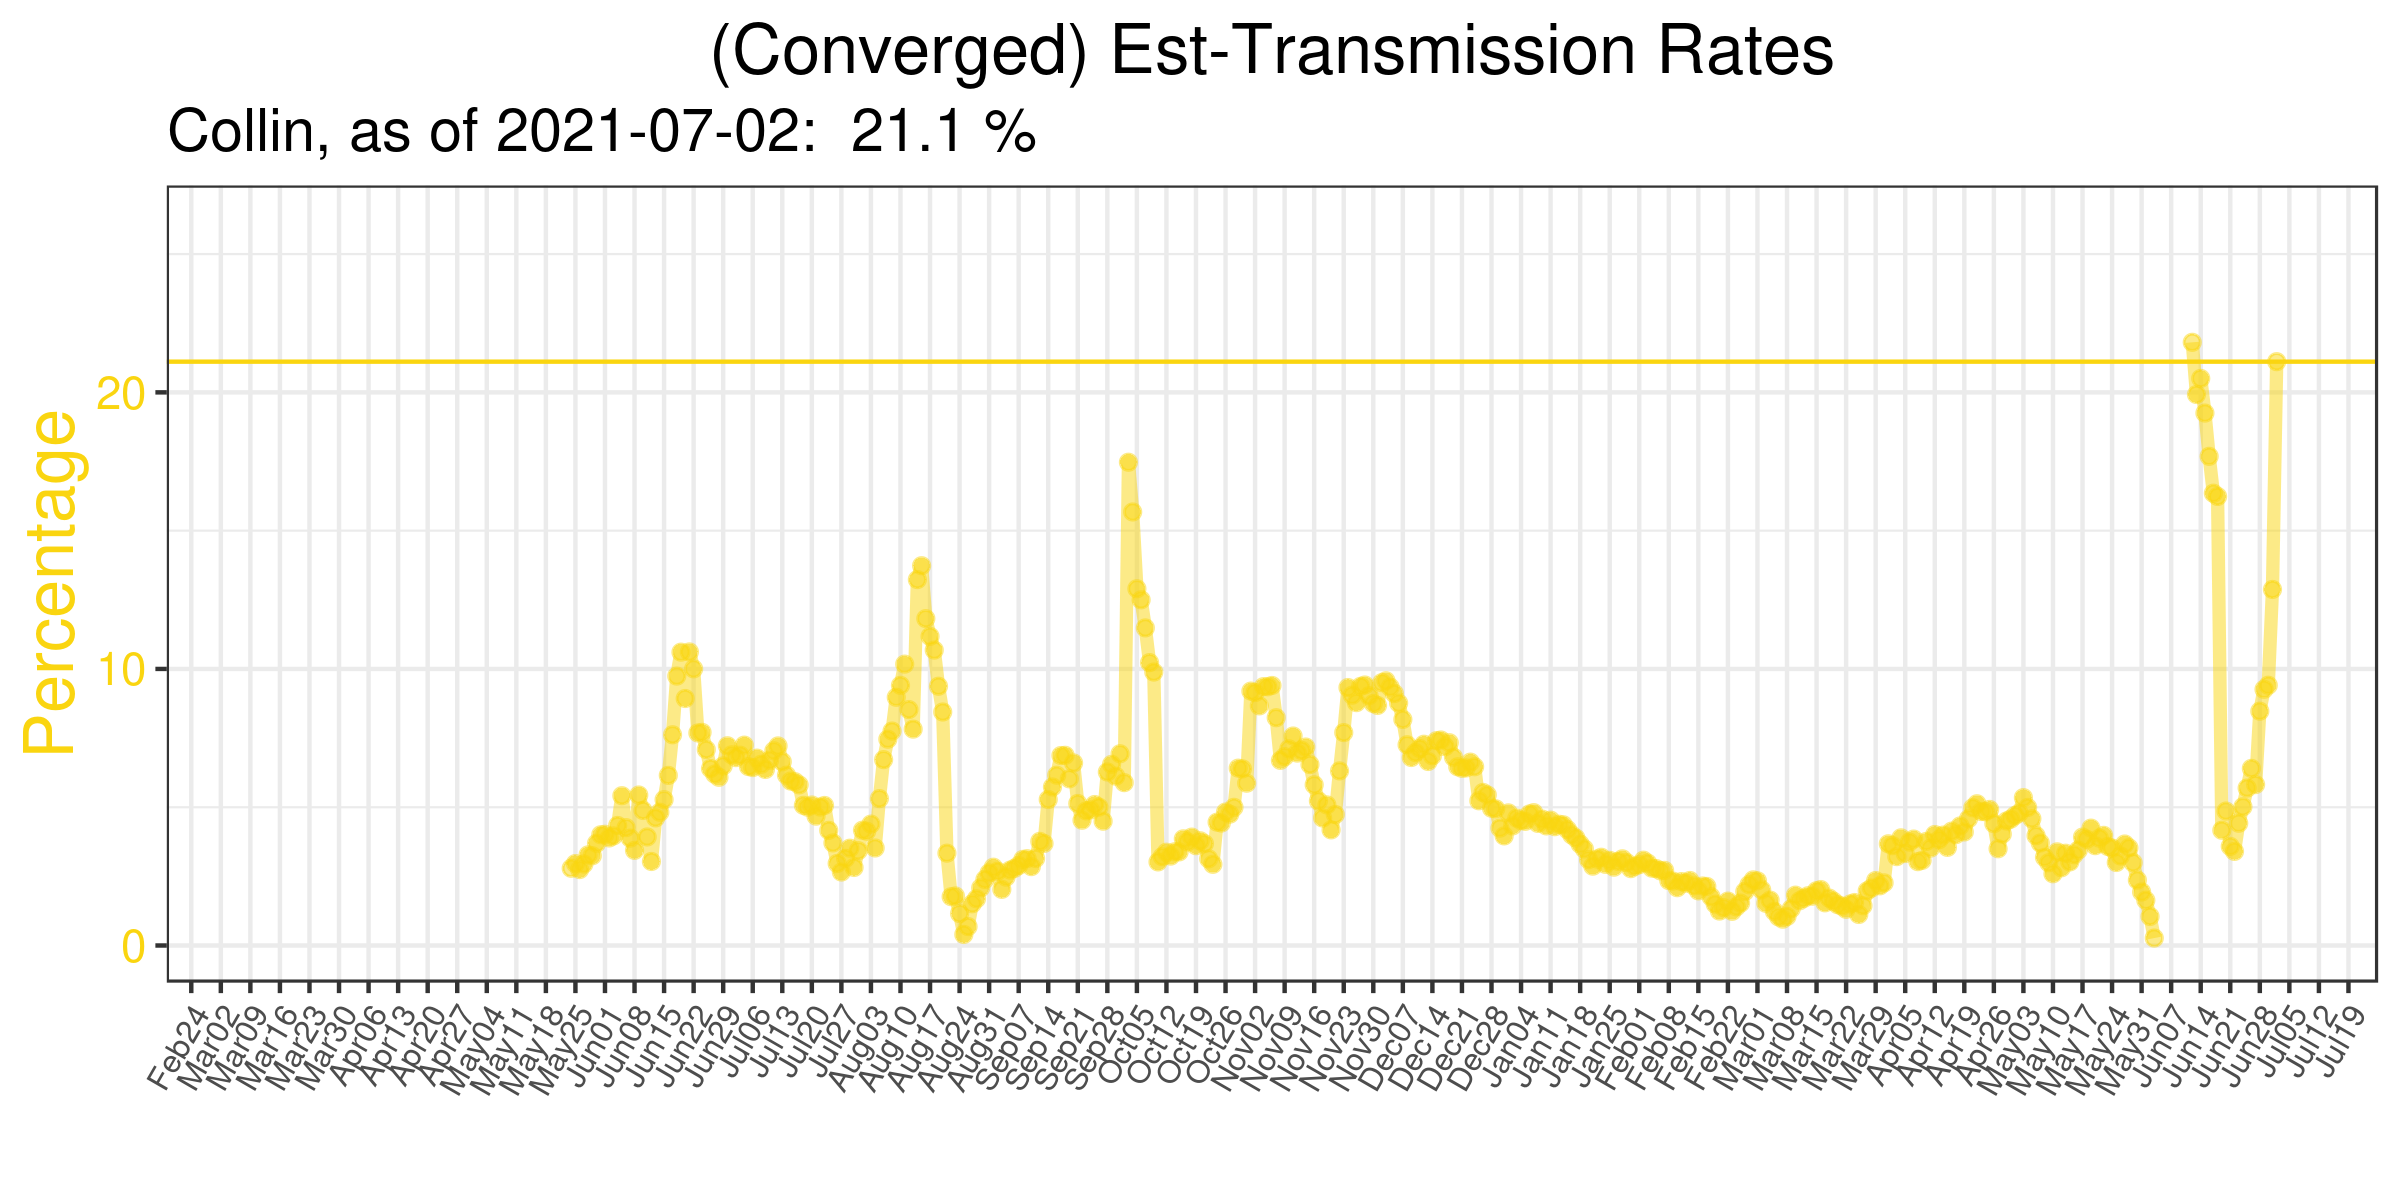 (Converged) Est-Transmission Rates
Collin, as of 2021-07-02:  21.1 %
Percentage
20
10
0
Feb24
Mar02
Mar09
Mar16
Mar23
Mar30
Apr06
Apr13
Apr20
Apr27
May04
May11
May18
May25
Jun01
Jun08
Jun15
Jun22
Jun29
Jul06
Jul13
Jul20
Jul27
Aug03
Aug10
Aug17
Aug24
Aug31
Sep07
Sep14
Sep21
Sep28
Oct05
Oct12
Oct19
Oct26
Nov02
Nov09
Nov16
Nov23
Nov30
Dec07
Dec14
Dec21
Dec28
Jan04
Jan11
Jan18
Jan25
Feb01
Feb08
Feb15
Feb22
Mar01
Mar08
Mar15
Mar22
Mar29
Apr05
Apr12
Apr19
Apr26
May03
May10
May17
May24
May31
Jun07
Jun14
Jun21
Jun28
Jul05
Jul12
Jul19